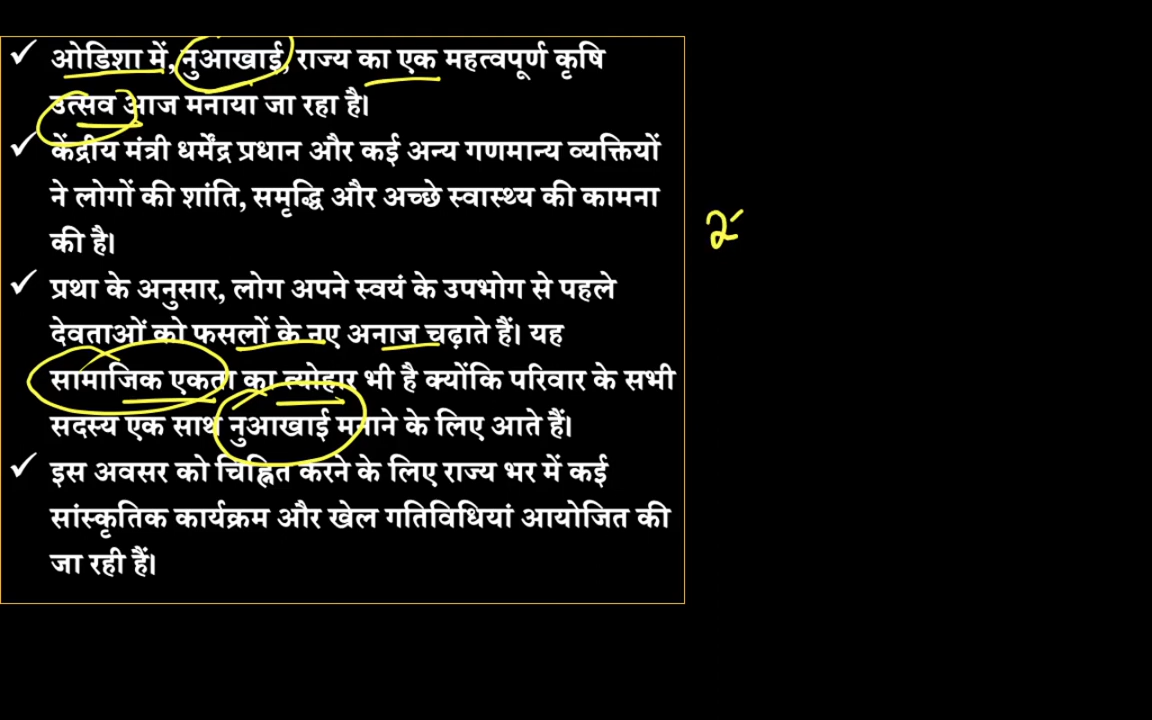 ✓ ओडिशा में, नुआखाई, राज्य का एक महत्वपूर्ण कृषि
उत्सव आज मनाया जा रहा है।
✓ केंद्रीय मंत्री धर्मेंद्र प्रधान और कई अन्य गणमान्य व्यक्तियों
ने लोगों की शांति, समृद्धि और अच्छे स्वास्थ्य की कामना
की है।
✓ प्रथा के अनुसार, लोग अपने स्वयं के उपभोग से पहले
देवताओं को फसलों के नए अनाज चढ़ाते हैं। यह
सामाजिक एकता का त्योहार भी है क्योंकि परिवार के सभी
सदस्य एक साथ नुआखाई मनाने के लिए आते हैं।
✓ इस अवसर को चिह्नित करने के लिए राज्य भर में कई
सांस्कृतिक कार्यक्रम और खेल गतिविधियां आयोजित की
जा रही हैं।